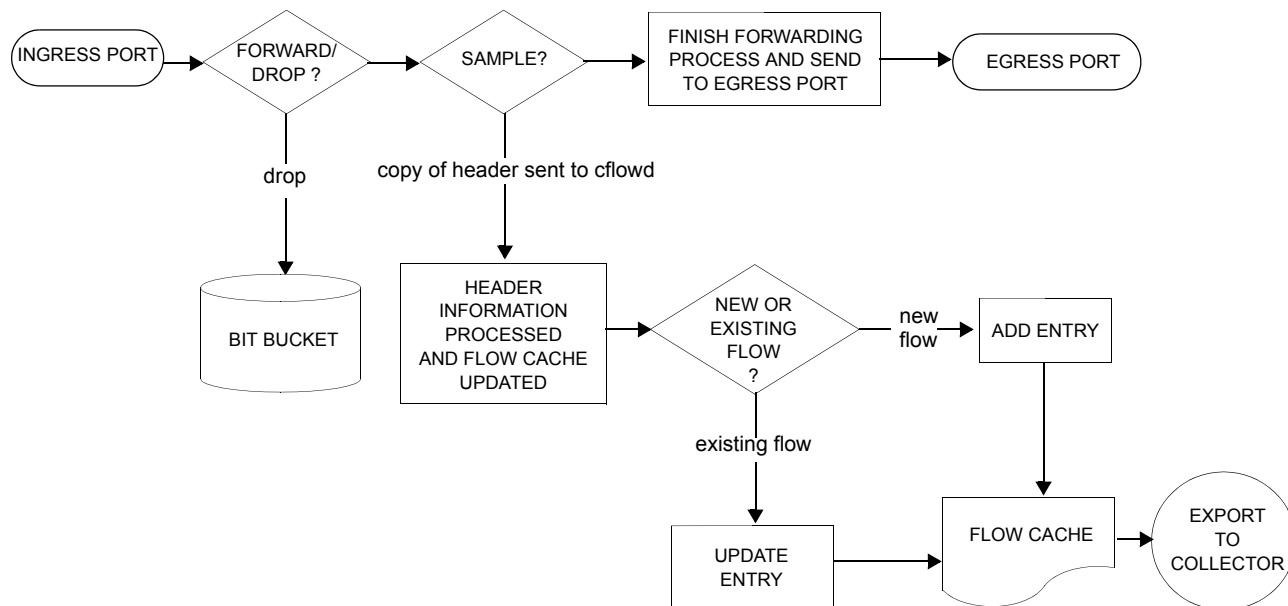 INGRESS PORT
FORWARD/
DROP ?
SAMPLE?
FINISH FORWARDING
PROCESS AND SEND
TO EGRESS PORT
EGRESS PORT
drop
copy of header sent to cflowd
BIT BUCKET
HEADER
INFORMATION
PROCESSED
AND FLOW CACHE
UPDATED
NEW OR
EXISTING
FLOW
?
new
flow
ADD ENTRY
existing flow
UPDATE
ENTRY
FLOW CACHE
EXPORT
TO
COLLECTOR